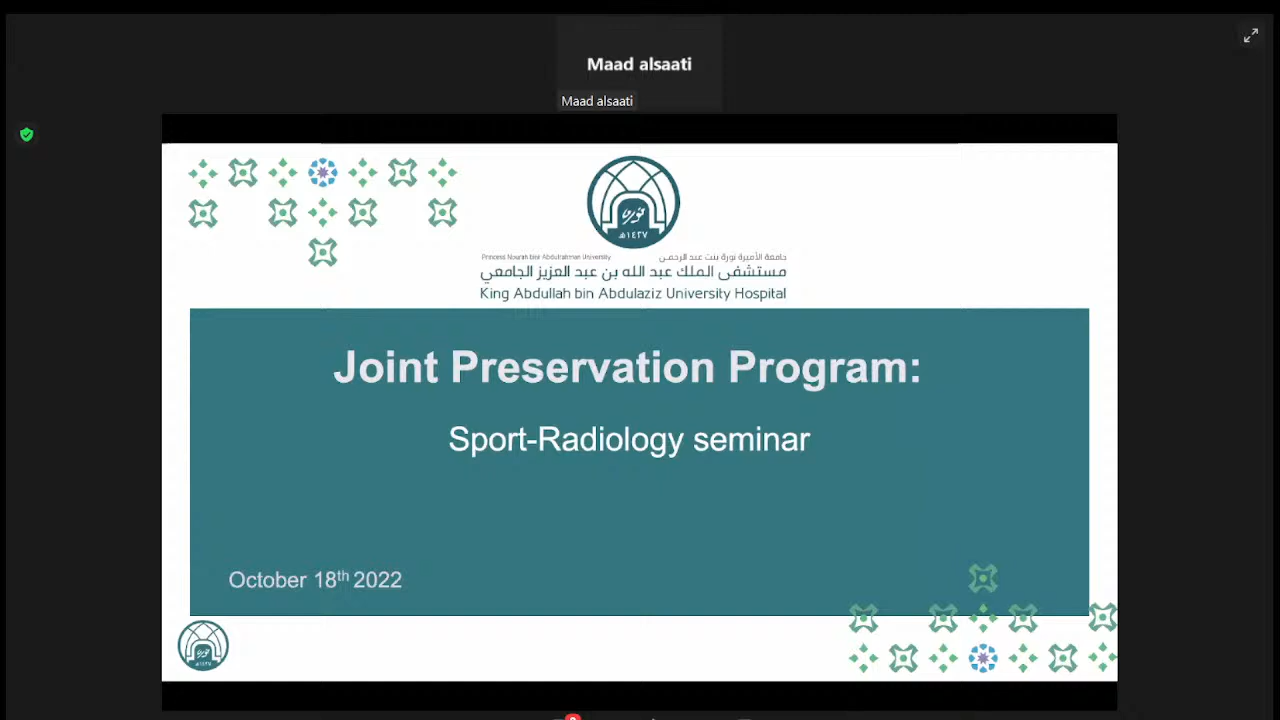 Maad alsaati
Maad alsaati
نورة
١٤٢٧هـ
Princess Nourah bint Abdulrahman University جامعة الأميرة نورة بنت عبد الرحمن
مستشفى الملك عبد الله بن عبد العزيز الجامعي
King Abdullah bin Abdulaziz University Hospital
Joint Preservation Program:
Sport-Radiology seminar
October 18th 2022